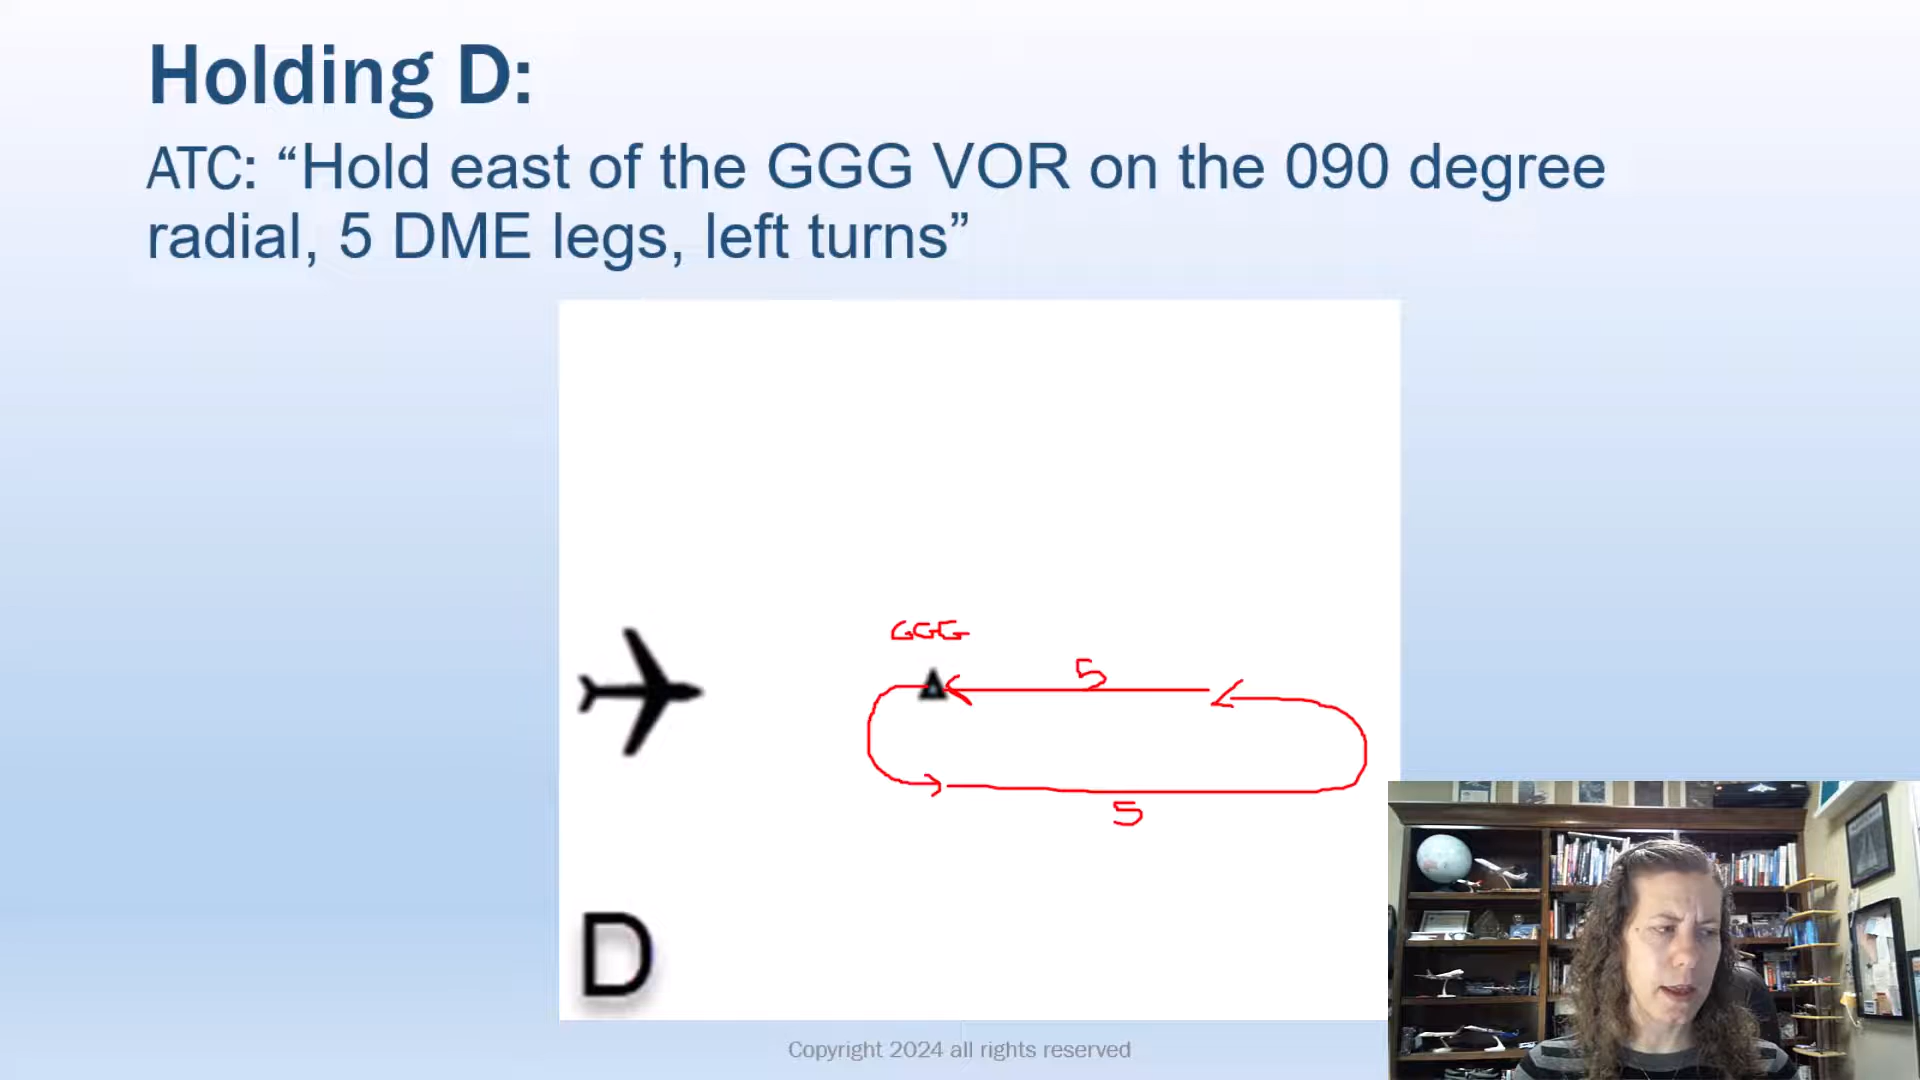 Holding D:
ATC: “Hold east of the GGG VOR on the 090 degree
radial, 5 DME legs, left turns”
GGG
5
5
D
Copyright 2024 all rights reserved